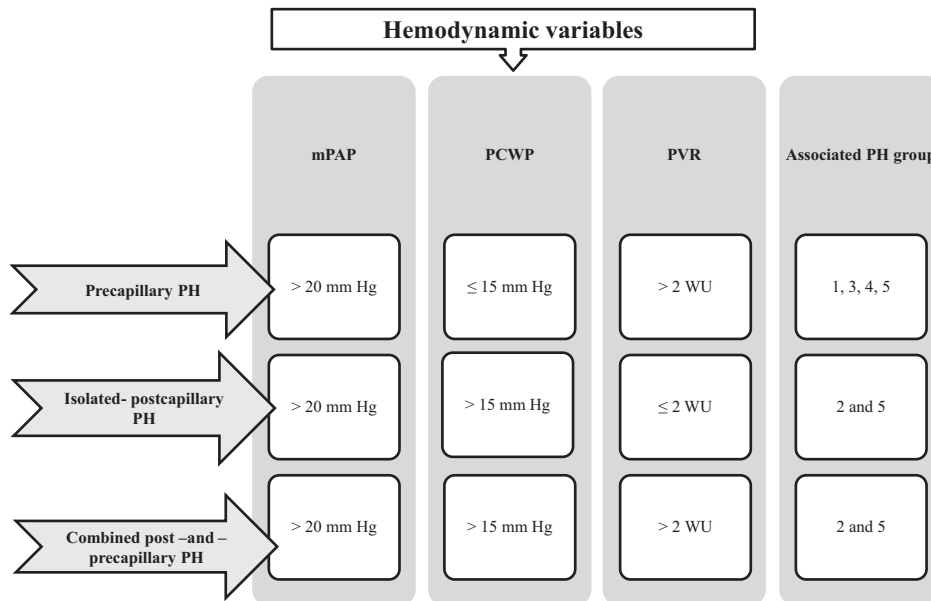 Hemodynamic variables
mPAP
PCWP
PVR
Associated PH group
Precapillary PH
> 20 mm Hg
≤ 15 mm Hg
> 2 WU
1, 3, 4, 5
Isolated- postcapillary
PH
> 20 mm Hg
> 15 mm Hg
≤ 2 WU
2 and 5
Combined post –and –
precapillary PH
> 20 mm Hg
> 15 mm Hg
> 2 WU
2 and 5